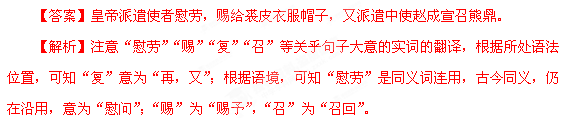 【答案】皇帝派遣使者慰劳，赐给裘皮衣服帽子，又派遣中使赵成宣召熊鼎。
【解析】注意“慰劳”“赐”“复”“召”等关乎句子大意的实词的翻译，根据所处语法
位置，可知“复”意为“再，又”；根据语境，可知“慰劳”是同义词连用，古今同义，仍
在沿用，意为“慰问”；“赐”为“赐予”，“召”为“召回”。